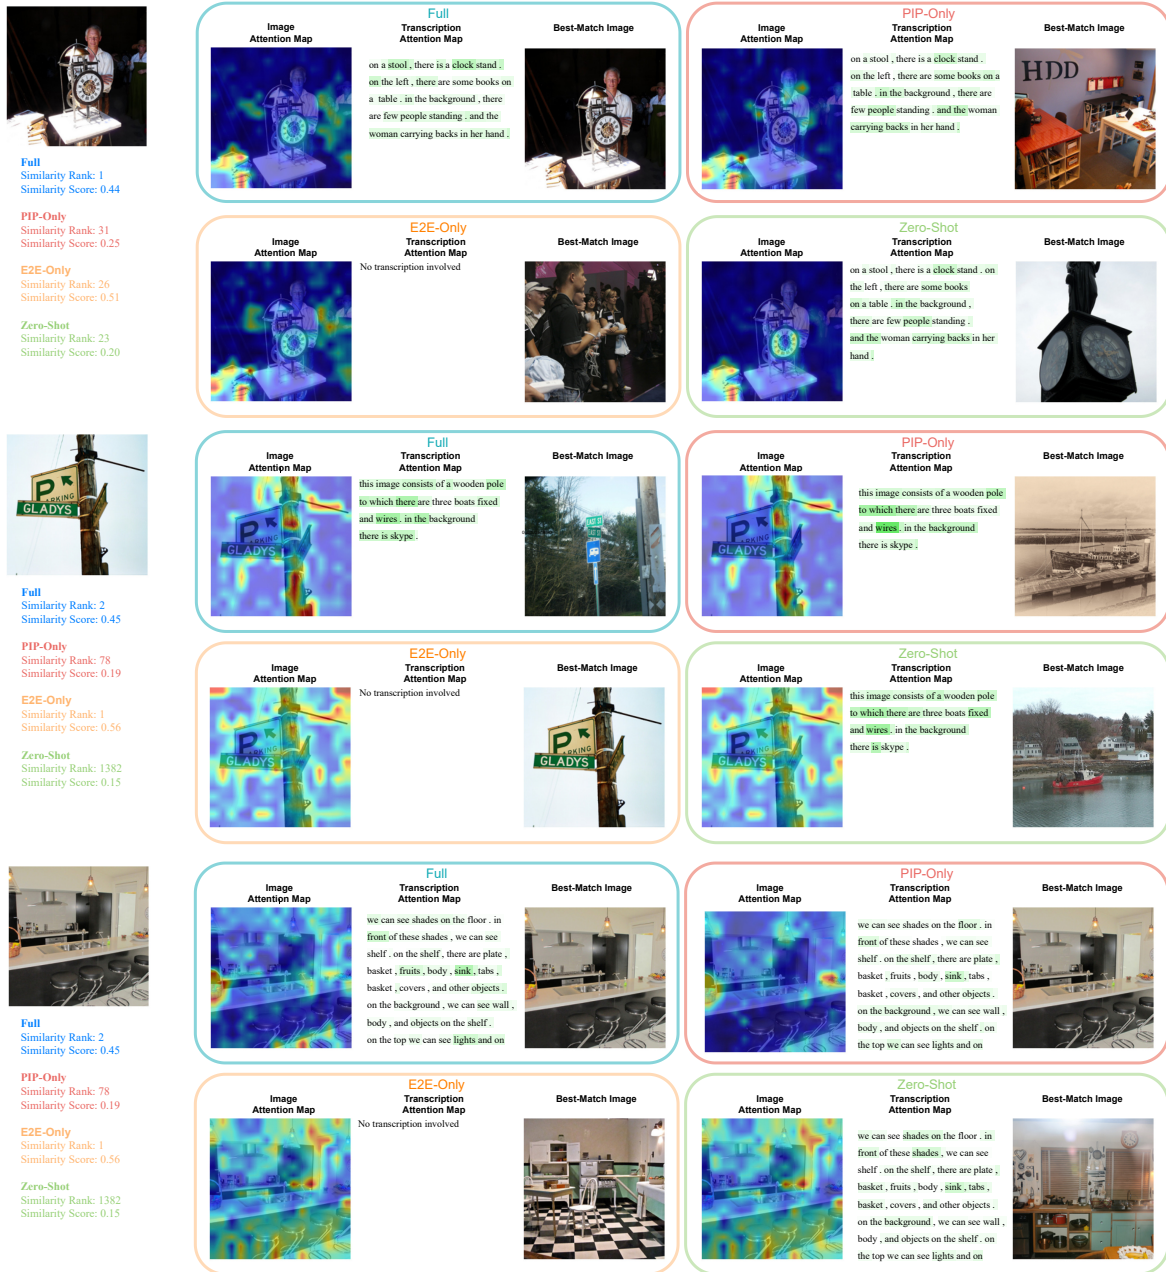 Full
Similarity Rank: 1
Similarity Score: 0.44
PIP-Only
Similarity Rank: 31
Similarity Score: 0.25
E2E-Only
Similarity Rank: 26
Similarity Score: 0.51
Zero-Shot
Similarity Rank: 23
Similarity Score: 0.20
Full
Image
Attention Map
Transcription
Attention Map
Best-Match Image
on a stool , there is a clock stand .
on the left , there are some books on
a table . in the background , there
are few people standing . and the
woman carrying backs in her hand .
PIP-Only
Image
Attention Map
Transcription
Attention Map
Best-Match Image
on a stool , there is a clock stand .
on the left , there are some books on a
table . in the background , there are
few people standing . and the woman
carrying backs in her hand .
HDD
E2E-Only
Image
Attention Map
Transcription
Attention Map
Best-Match Image
No transcription involved
Zero-Shot
Image
Attention Map
Transcription
Attention Map
Best-Match Image
on a stool , there is a clock stand . on
the left , there are some books
on a table . in the background ,
there are few people standing .
and the woman carrying backs in her
hand .
P
PARKING
GLADYS
Full
Similarity Rank: 2
Similarity Score: 0.45
PIP-Only
Similarity Rank: 78
Similarity Score: 0.19
E2E-Only
Similarity Rank: 1
Similarity Score: 0.56
Zero-Shot
Similarity Rank: 1382
Similarity Score: 0.15
Full
Image
Attention Map
Transcription
Attention Map
Best-Match Image
P
ARKING
GLADYS
this image consists of a wooden pole
to which there are three boats fixed
and wires . in the background
there is skype .
EAST ST
PIP-Only
Image
Attention Map
Transcription
Attention Map
Best-Match Image
P
ARKING
GLADYS
this image consists of a wooden pole
to which there are three boats fixed
and wires . in the background
there is skype .
E2E-Only
Image
Attention Map
Transcription
Attention Map
Best-Match Image
P
ARKING
GLADYS
No transcription involved
P
ARKING
GLADYS
Zero-Shot
Image
Attention Map
Transcription
Attention Map
Best-Match Image
P
ARKING
GLADYS
this image consists of a wooden pole
to which there are three boats fixed
and wires . in the background
there is skype .
Full
Similarity Rank: 2
Similarity Score: 0.45
PIP-Only
Similarity Rank: 78
Similarity Score: 0.19
E2E-Only
Similarity Rank: 1
Similarity Score: 0.56
Zero-Shot
Similarity Rank: 1382
Similarity Score: 0.15
Full
Image
Attention Map
Transcription
Attention Map
Best-Match Image
we can see shades on the floor . in
front of these shades , we can see
shelf . on the shelf , there are plate ,
basket , fruits , body , sink , tabs ,
basket , covers , and other objects .
on the background , we can see wall ,
body , and objects on the shelf .
on the top we can see lights and on
PIP-Only
Image
Attention Map
Transcription
Attention Map
Best-Match Image
we can see shades on the floor . in
front of these shades , we can see
shelf . on the shelf , there are plate ,
basket , fruits , body , sink , tabs ,
basket , covers , and other objects .
on the background , we can see wall ,
body , and objects on the shelf . on
the top we can see lights and on
E2E-Only
Image
Attention Map
Transcription
Attention Map
Best-Match Image
No transcription involved
Zero-Shot
Image
Attention Map
Transcription
Attention Map
Best-Match Image
we can see shades on the floor . in
front of these shades , we can see
shelf . on the shelf , there are plate ,
basket , fruits , body , sink , tabs ,
basket , covers , and other objects .
on the background , we can see wall ,
body , and objects on the shelf . on
the top we can see lights and on